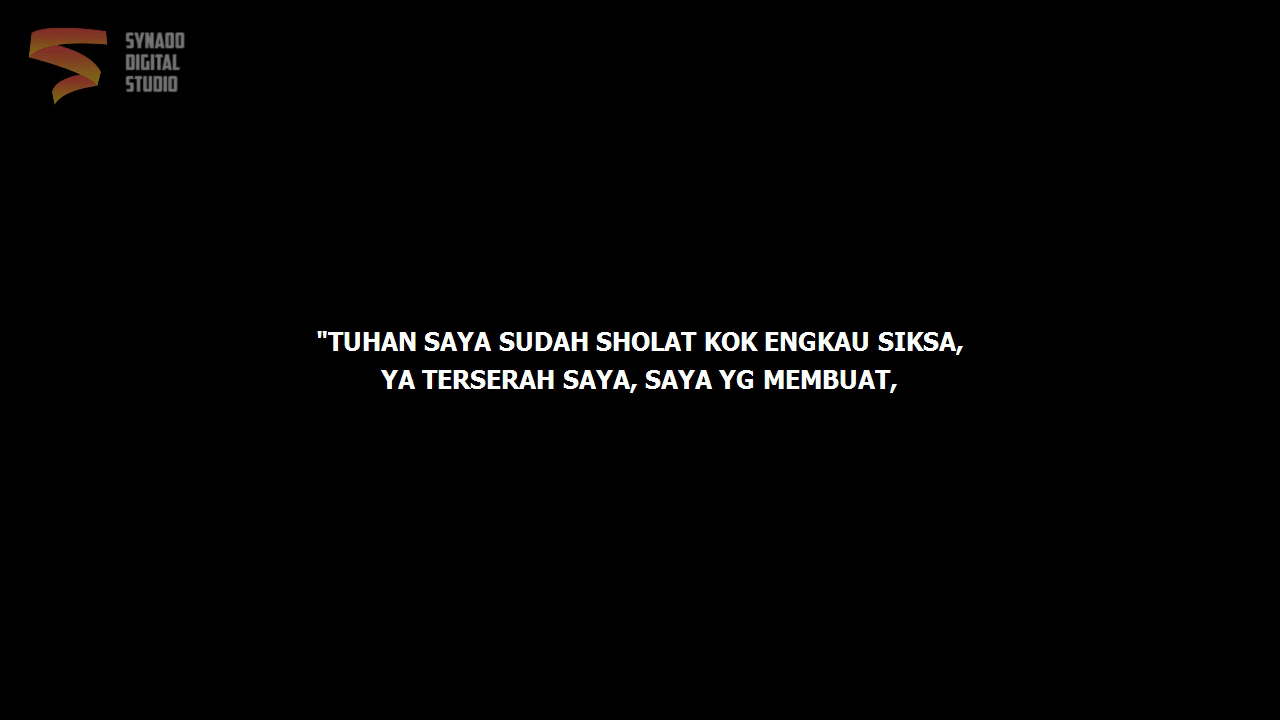 SYNADO
DIGITAL
STUDIO
"TUHAN SAYA SUDAH SHOLAT KOK ENGKAU SIKSA,
YA TERSERAH SAYA, SAYA YG MEMBUAT,